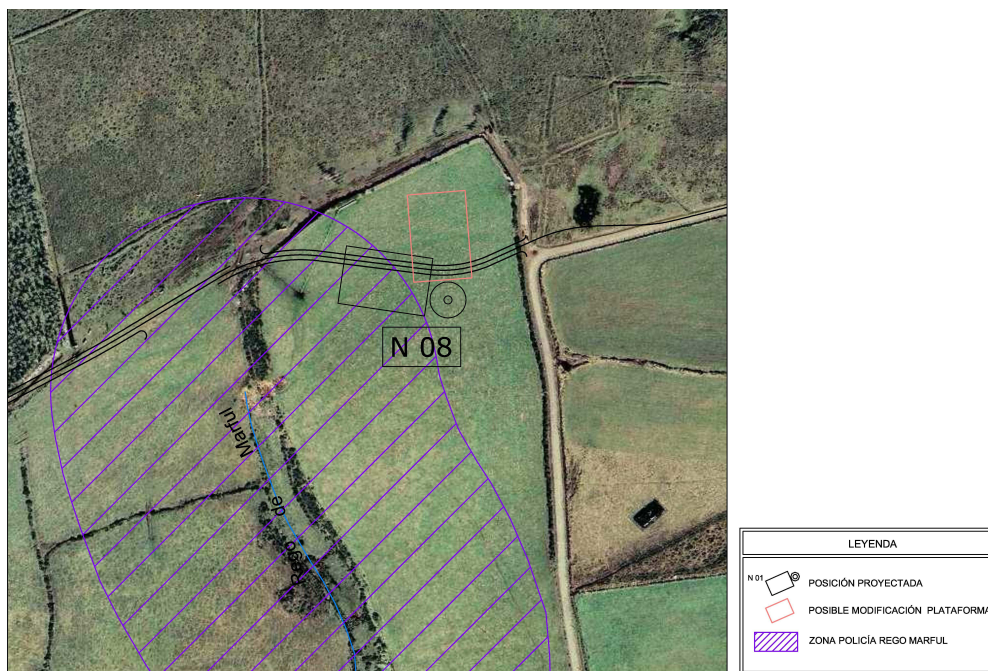 N 08
Rego de Marful
LEYENDA
N 01
POSICIÓN PROYECTADA
POSIBLE MODIFICACIÓN PLATAFORMA
ZONA POLICÍA REGO MARFUL